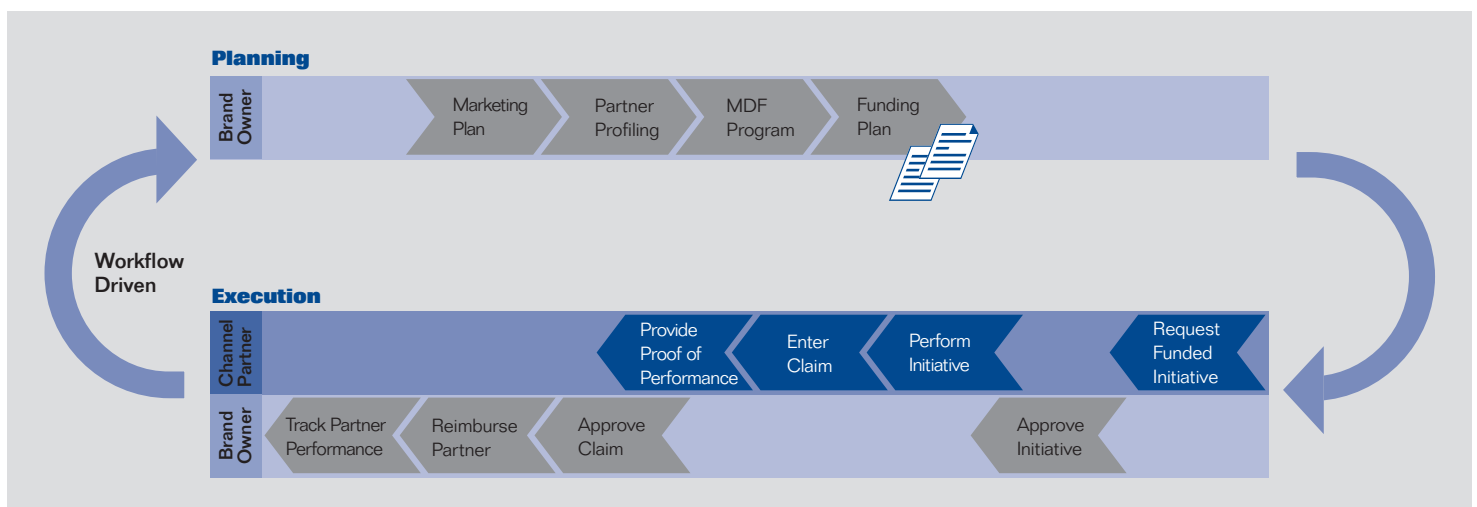 Planning
Brand
Owner
Marketing
Plan
Partner
Profiling
MDF
Program
Funding
Plan
Workflow
Driven
Execution
Channel
Partner
Provide
Proof of
Performance
Enter
Claim
Perform
Initiative
Request
Funded
Initiative
Brand
Owner
Track Partner
Performance
Reimburse
Partner
Approve
Claim
Approve
Initiative